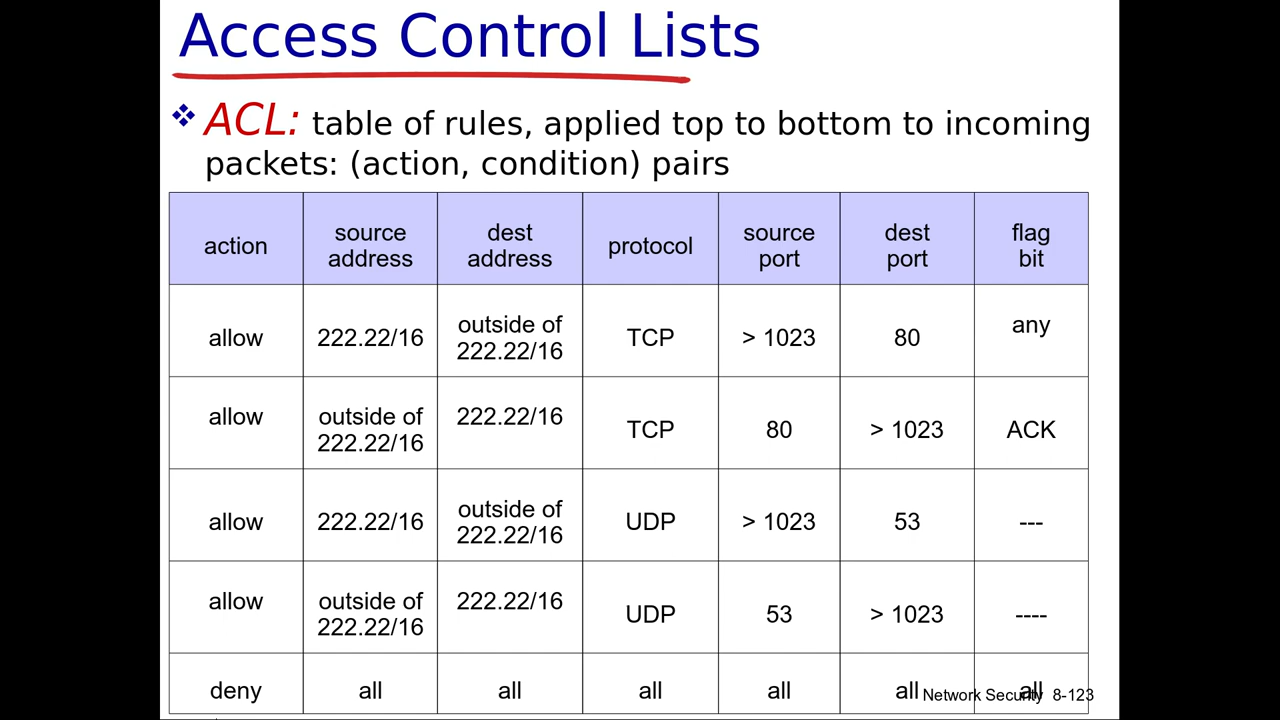 Access Control Lists
ACL: table of rules, applied top to bottom to incoming
packets: (action, condition) pairs
action source address dest address protocol source port dest port flag bit
allow 222.22/16 outside of 222.22/16 TCP > 1023 80 any
allow outside of 222.22/16 222.22/16 TCP 80 > 1023 ACK
allow 222.22/16 outside of 222.22/16 UDP > 1023 53 ---
allow outside of 222.22/16 222.22/16 UDP 53 > 1023 ----
deny all all all all all all
Network Security 8-123